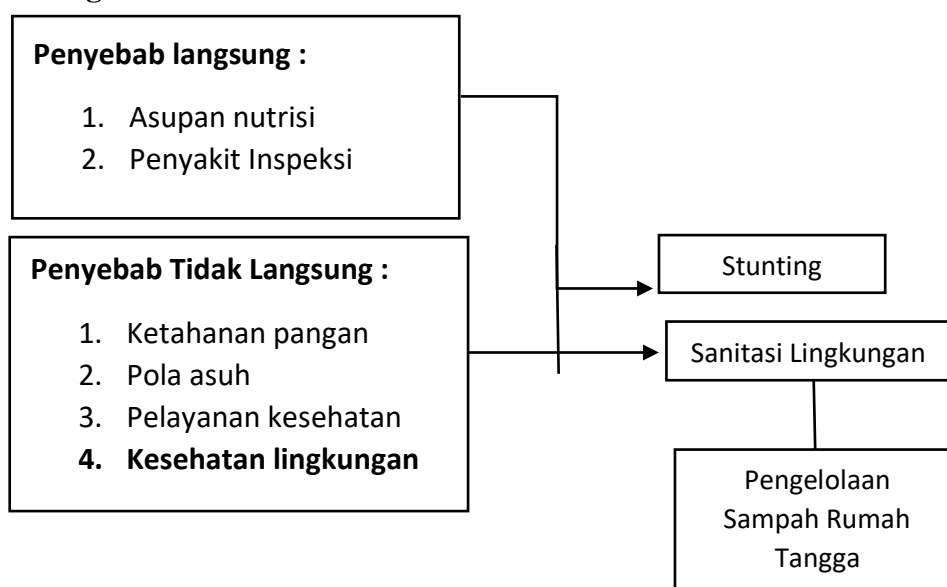 Penyebab langsung :
1. Asupan nutrisi
2. Penyakit Inspeksi
Penyebab Tidak Langsung :
1. Ketahanan pangan
2. Pola asuh
3. Pelayanan kesehatan
4. Kesehatan lingkungan
Stunting
Sanitasi Lingkungan
Pengelolaan
Sampah Rumah
Tangga